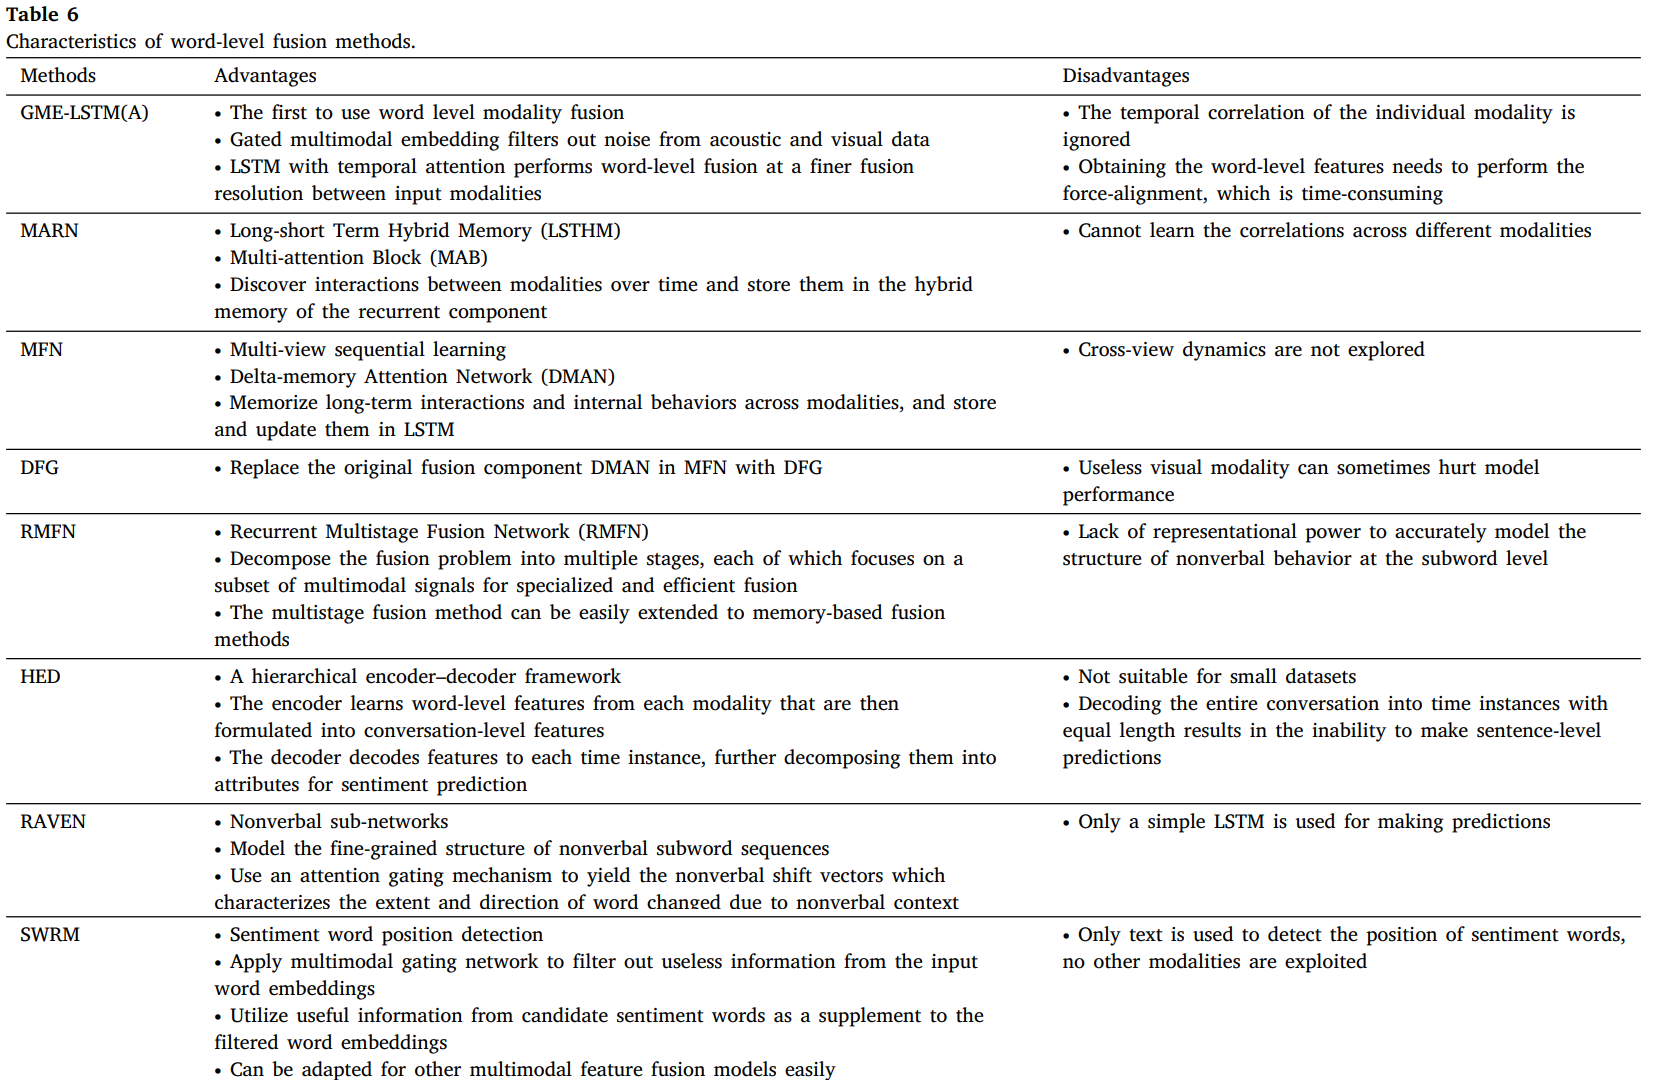 Table 6
Characteristics of word-level fusion methods.
Methods Advantages Disadvantages
GME-LSTM(A) • The first to use word level modality fusion • The temporal correlation of the individual modality is
• Gated multimodal embedding filters out noise from acoustic and visual data ignored
• LSTM with temporal attention performs word-level fusion at a finer fusion • Obtaining the word-level features needs to perform the
resolution between input modalities force-alignment, which is time-consuming
MARN • Long-short Term Hybrid Memory (LSTHM) • Cannot learn the correlations across different modalities
• Multi-attention Block (MAB)
• Discover interactions between modalities over time and store them in the hybrid
memory of the recurrent component
MFN • Multi-view sequential learning • Cross-view dynamics are not explored
• Delta-memory Attention Network (DMAN)
• Memorize long-term interactions and internal behaviors across modalities, and store
and update them in LSTM
DFG • Replace the original fusion component DMAN in MFN with DFG • Useless visual modality can sometimes hurt model
performance
RMFN • Recurrent Multistage Fusion Network (RMFN) • Lack of representational power to accurately model the
• Decompose the fusion problem into multiple stages, each of which focuses on a structure of nonverbal behavior at the subword level
subset of multimodal signals for specialized and efficient fusion
• The multistage fusion method can be easily extended to memory-based fusion
methods
HED • A hierarchical encoder–decoder framework • Not suitable for small datasets
• The encoder learns word-level features from each modality that are then • Decoding the entire conversation into time instances with
formulated into conversation-level features equal length results in the inability to make sentence-level
• The decoder decodes features to each time instance, further decomposing them into predictions
attributes for sentiment prediction
RAVEN • Nonverbal sub-networks • Only a simple LSTM is used for making predictions
• Model the fine-grained structure of nonverbal subword sequences
• Use an attention gating mechanism to yield the nonverbal shift vectors which
characterizes the extent and direction of word changed due to nonverbal context
SWRM • Sentiment word position detection • Only text is used to detect the position of sentiment words,
• Apply multimodal gating network to filter out useless information from the input no other modalities are exploited
word embeddings
• Utilize useful information from candidate sentiment words as a supplement to the
filtered word embeddings
• Can be adapted for other multimodal feature fusion models easily